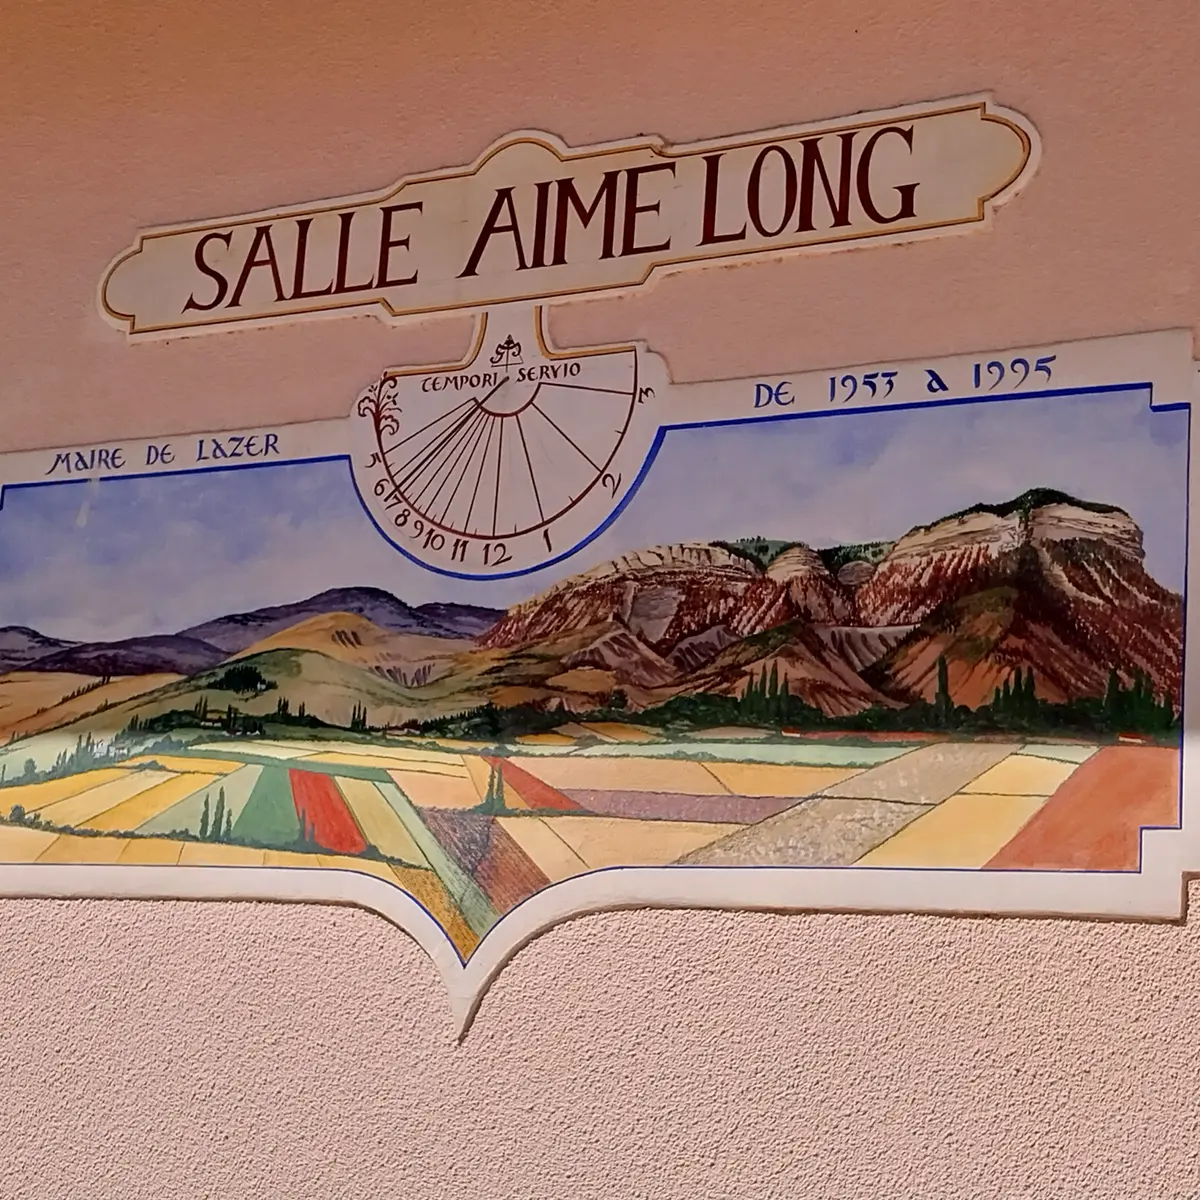 SALLE AIME LONG
TEMPORI SERVIO
MAIRE DE LAZER
DE 1953 A 1995
5 6 7 8 9 10 11 12 1 2 3